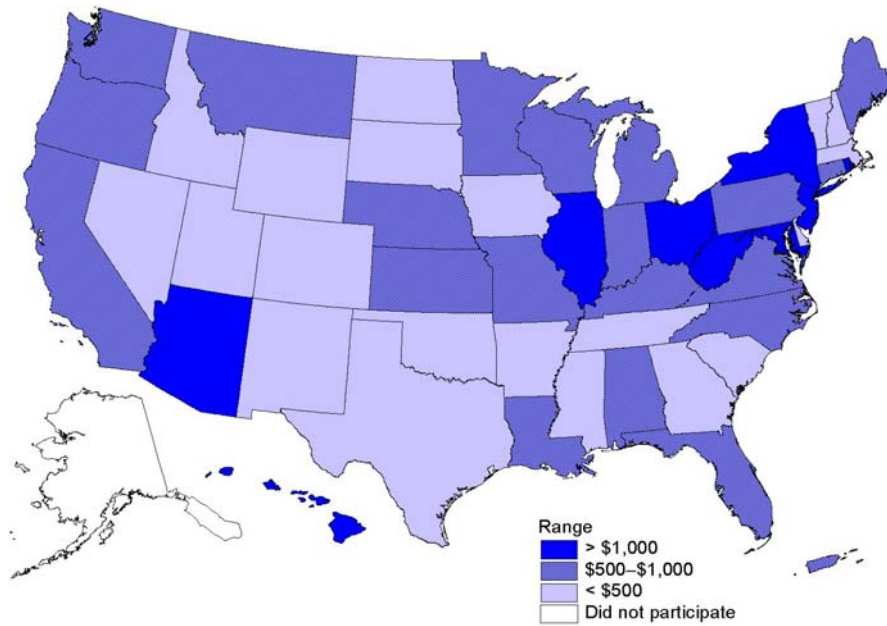 Range
> $1,000
$500–$1,000
< $500
Did not participate